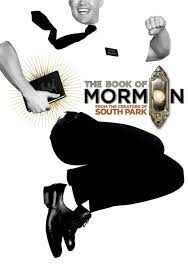 THE BOOK OF
MORMON
FROM THE CREATORS OF
SOUTH PARK